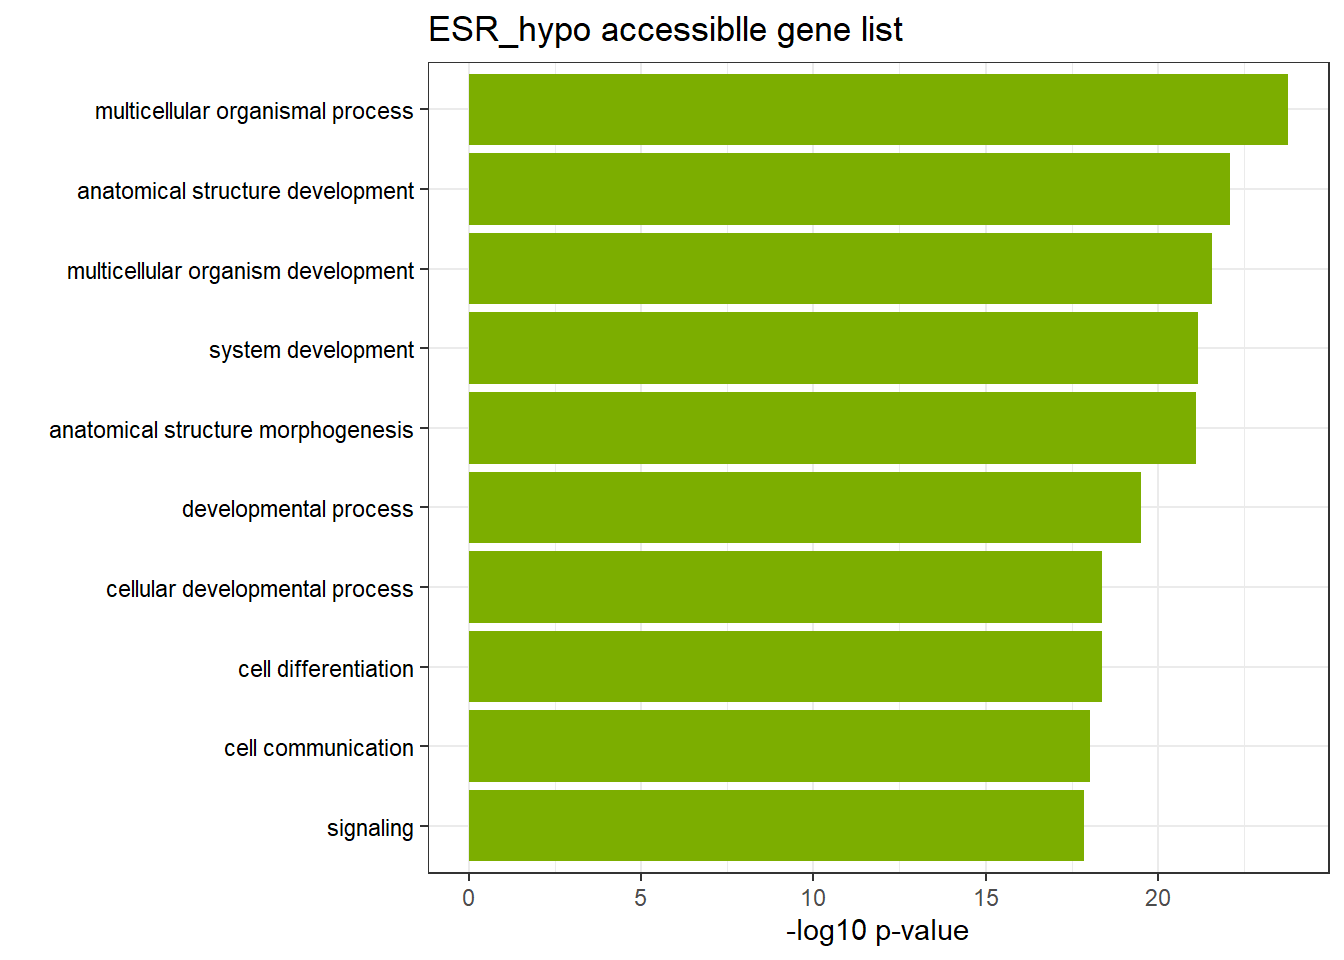 ESR_hypo accessiblle gene list
multicellular organismal process
anatomical structure development
multicellular organism development
system development
anatomical structure morphogenesis
developmental process
cellular developmental process
cell differentiation
cell communication
signaling
0 5 10 15 20
-log10 p-value